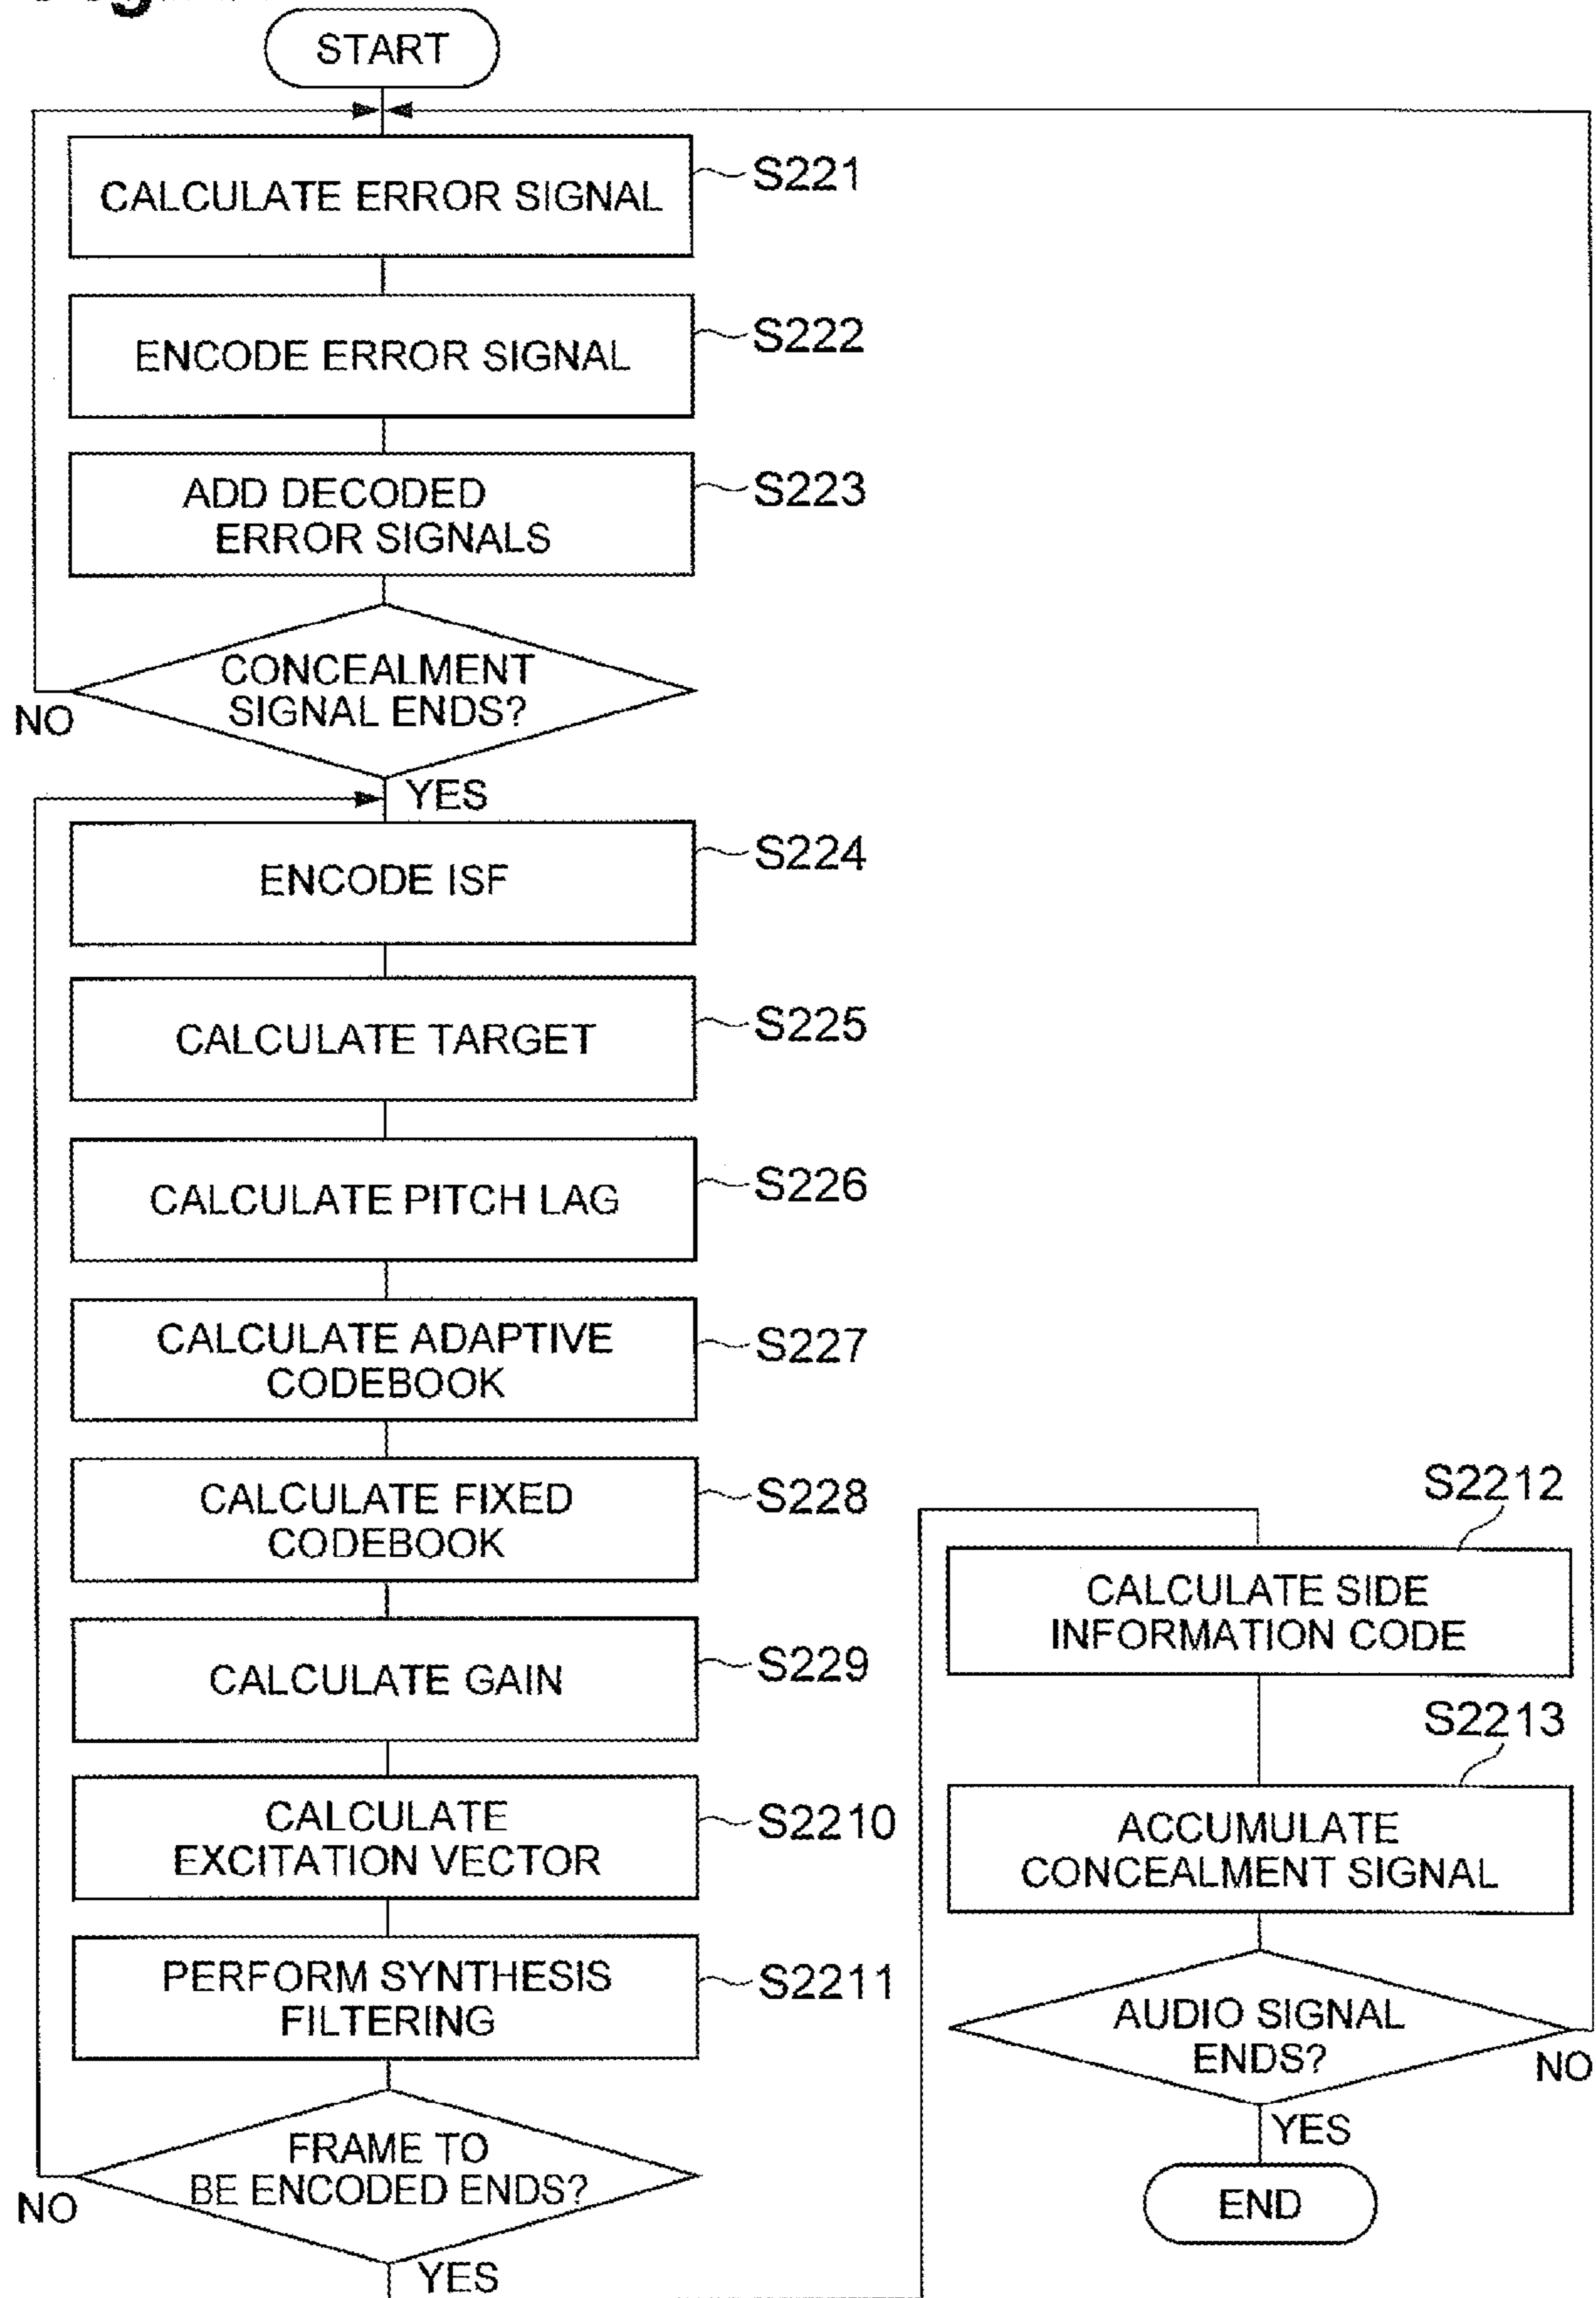 START
CALCULATE ERROR SIGNAL
S221
ENCODE ERROR SIGNAL
S222
ADD DECODED
ERROR SIGNALS
S223
CONCEALMENT
SIGNAL ENDS?
NO
YES
ENCODE ISF
S224
CALCULATE TARGET
S225
CALCULATE PITCH LAG
S226
CALCULATE ADAPTIVE
CODEBOOK
S227
CALCULATE FIXED
CODEBOOK
S228
CALCULATE GAIN
S229
CALCULATE
EXCITATION VECTOR
S2210
PERFORM SYNTHESIS
FILTERING
S2211
FRAME TO
BE ENCODED ENDS?
NO
YES
S2212
CALCULATE SIDE
INFORMATION CODE
S2213
ACCUMULATE
CONCEALMENT SIGNAL
AUDIO SIGNAL
ENDS?
NO
YES
END